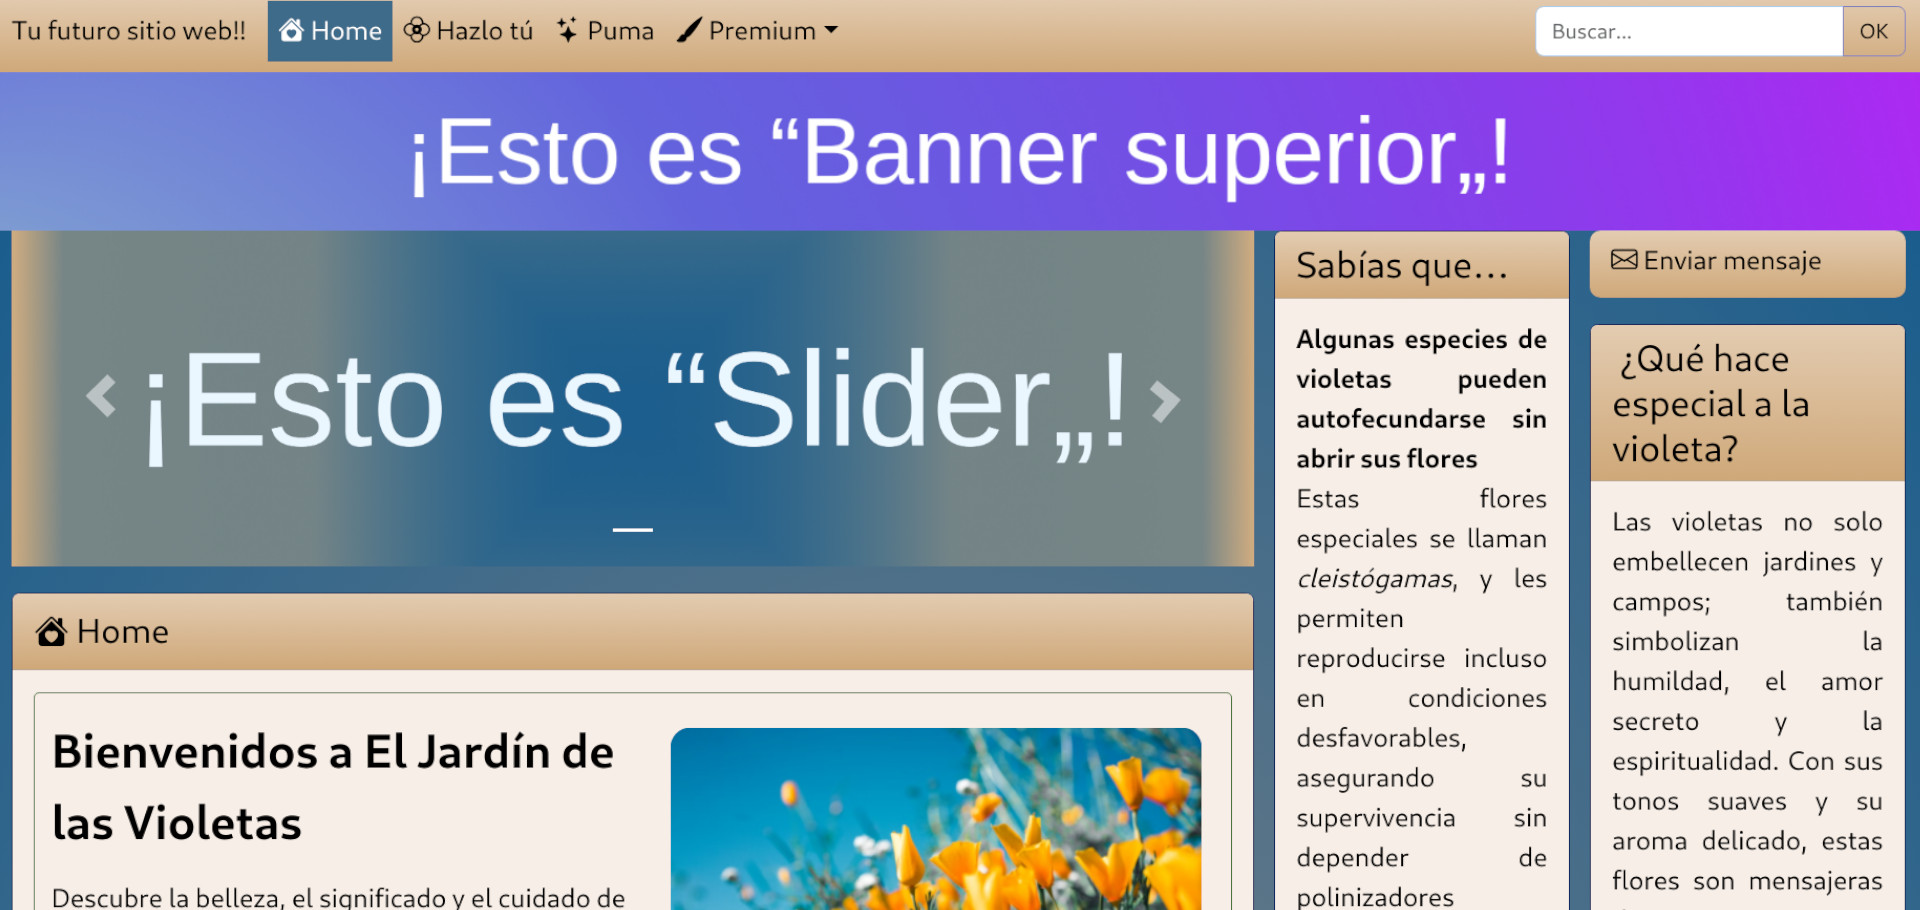 Tu futuro sitio web!! Home Hazlo tú Puma Premium Buscar... OK
¡Esto es “Banner superior„!
¡Esto es “Slider„!
Home
Bienvenidos a El Jardín de
las Violetas
Descubre la belleza, el significado y el cuidado de
Sabías que...
Algunas especies de
violetas pueden
autofecundarse sin
abrir sus flores
Estas flores
especiales se llaman
cleistógamas, y les
permiten
reproducirse incluso
en condiciones
desfavorables,
asegurando su
supervivencia sin
depender de
polinizadores
Enviar mensaje
¿Qué hace
especial a la
violeta?
Las violetas no solo
embellecen jardines y
campos; también
simbolizan la
humildad, el amor
secreto y la
espiritualidad. Con sus
tonos suaves y su
aroma delicado, estas
flores son mensajeras